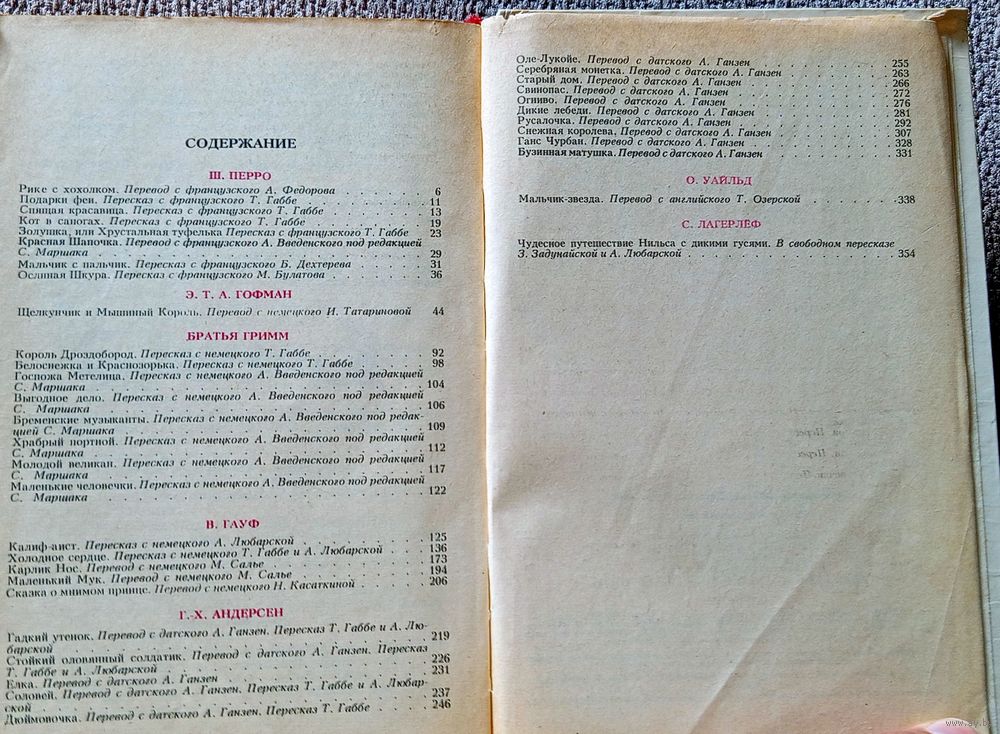 СОДЕРЖАНИЕ
Ш. ПЕРРО
Рике с хохолком. Перевод с французского А. Федорова . . . . . . . 6
Подарки феи. Пересказ с французского Т. Габбе . . . . . . . 11
Спящая красавица. Пересказ с французского Т. Габбе . . . . . . . 13
Кот в сапогах. Пересказ с французского Т. Габбе . . . . . . . 19
Золушка, или Хрустальная туфелька Пересказ с французского Т. Габбе . 23
Красная Шапочка. Перевод с французского А. Введенского под редакцией
С. Маршака . . . . . . . 29
Мальчик с пальчик. Пересказ с французского Б. Дехтерева . . . . . . . 31
Ослиная Шкура. Пересказ с французского М. Булатова . . . . . . . 36
Э. Т. А. ГОФМАН
Щелкунчик и Мышиный Король. Перевод с немецкого И. Татариновой 44
БРАТЬЯ ГРИММ
Король Дроздобород. Пересказ с немецкого Т. Габбе . . . . . . . 92
Белоснежка и Краснозорька. Пересказ с немецкого Т. Габбе . . . . . . . 98
Госпожа Метелица. Пересказ с немецкого А. Введенского под редакцией
С. Маршака . . . . . . . 104
Выгодное дело. Пересказ с немецкого А. Введенского под редакцией
С. Маршака . . . . . . . 106
Бременские музыканты. Пересказ с немецкого А. Введенского под редак-
цией С. Маршака . . . . . . . 109
Храбрый портной. Пересказ с немецкого А. Введенского под редакцией
С. Маршака . . . . . . . 112
Молодой великан. Пересказ с немецкого А. Введенского под редакцией
С. Маршака . . . . . . . 117
Маленькие человечки. Пересказ с немецкого А. Введенского под редакцией
С. Маршака . . . . . . . 122
В. ГАУФ
Калиф-аист. Пересказ с немецкого А. Любарской . . . . . . . 125
Холодное сердце. Пересказ с немецкого Т. Габбе и А. Любарской . . . 136
Карлик Нос. Перевод с немецкого М. Салье . . . . . . . 173
Маленький Мук. Перевод с немецкого М. Салье . . . . . . . 194
Сказка о мнимом принце. Перевод с немецкого Н. Касаткиной . . . . . . . 206
Г.-Х. АНДЕРСЕН
Гадкий утенок. Перевод с датского А. Ганзен. Пересказ Т. Габбе и А. Лю-
барской . . . . . . . 219
Стойкий оловянный солдатик. Перевод с датского А. Ганзен. Пересказ
Т. Габбе и А. Любарской . . . . . . . 226
Елка. Перевод с датского А. Ганзен . . . . . . . 231
Соловей. Перевод с датского А. Ганзен. Пересказ Т. Габбе и А. Любар-
ской . . . . . . . 237
Дюймовочка. Перевод с датского А. Ганзен. Пересказ Т. Габбе . . . . . . . 246
Оле-Лукойе. Перевод с датского А. Ганзен . . . . . . . 255
Серебряная монетка. Перевод с датского А. Ганзен . . . . . . . 263
Старый дом. Перевод с датского А. Ганзен . . . . . . . 266
Свинопас. Перевод с датского А. Ганзен . . . . . . . 272
Огниво. Перевод с датского А. Ганзен . . . . . . . 276
Дикие лебеди. Перевод с датского А. Ганзен . . . . . . . 281
Русалочка. Перевод с датского А. Ганзен . . . . . . . 292
Снежная королева, Перевод с датского А. Ганзен . . . . . . . 307
Ганс Чурбан. Перевод с датского А. Ганзен . . . . . . . 328
Бузинная матушка. Перевод с датского А. Ганзен . . . . . . . 331
О. УАЙЛЬД
Мальчик-звезда. Перевод с английского Т. Озерской . . . . . . . 338
С. ЛАГЕРЛЁФ
Чудесное путешествие Нильса с дикими гусями. В свободном пересказе
З. Задунайской и А. Любарской . . . . . . . 354